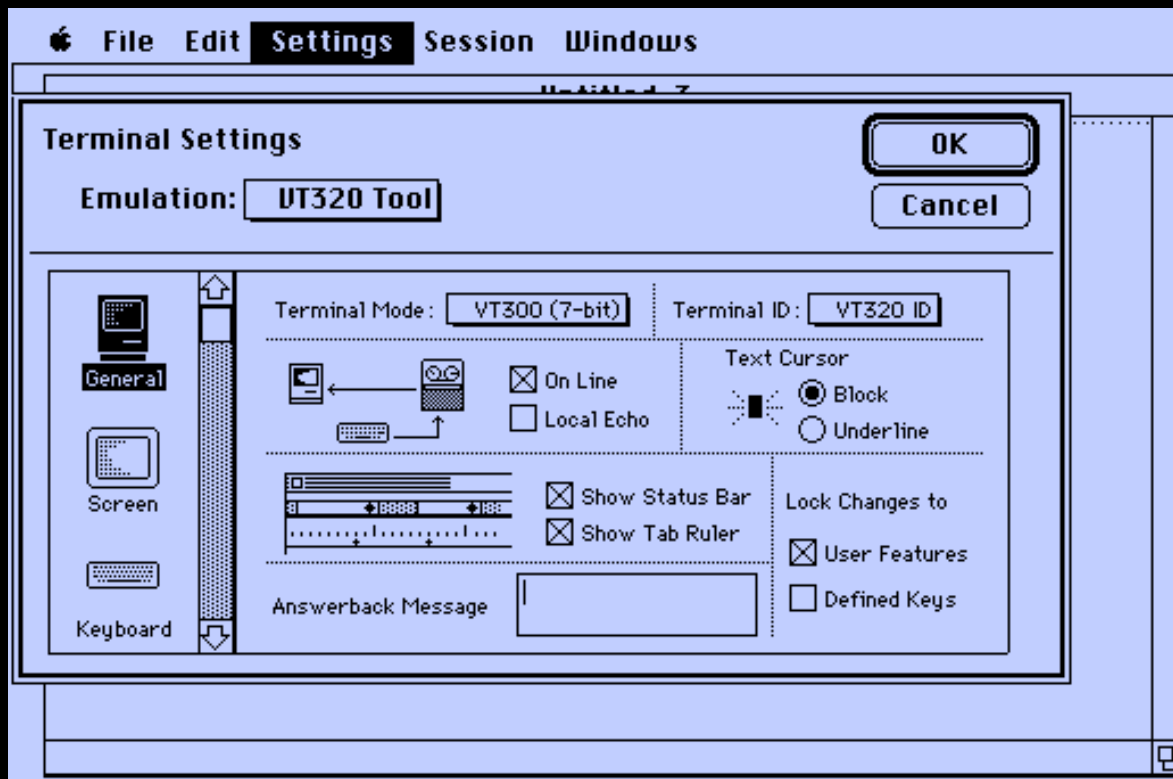 File Edit Settings Session Windows
Untitled-3
Terminal Settings
OK
Emulation: VT320 Tool
Cancel
Terminal Mode: VT300 (7-bit)
Terminal ID: VT320 ID
General
On Line
Local Echo
Text Cursor
Block
Underline
Screen
Show Status Bar
Show Tab Ruler
Lock Changes to
User Features
Defined Keys
Answerback Message
Keyboard